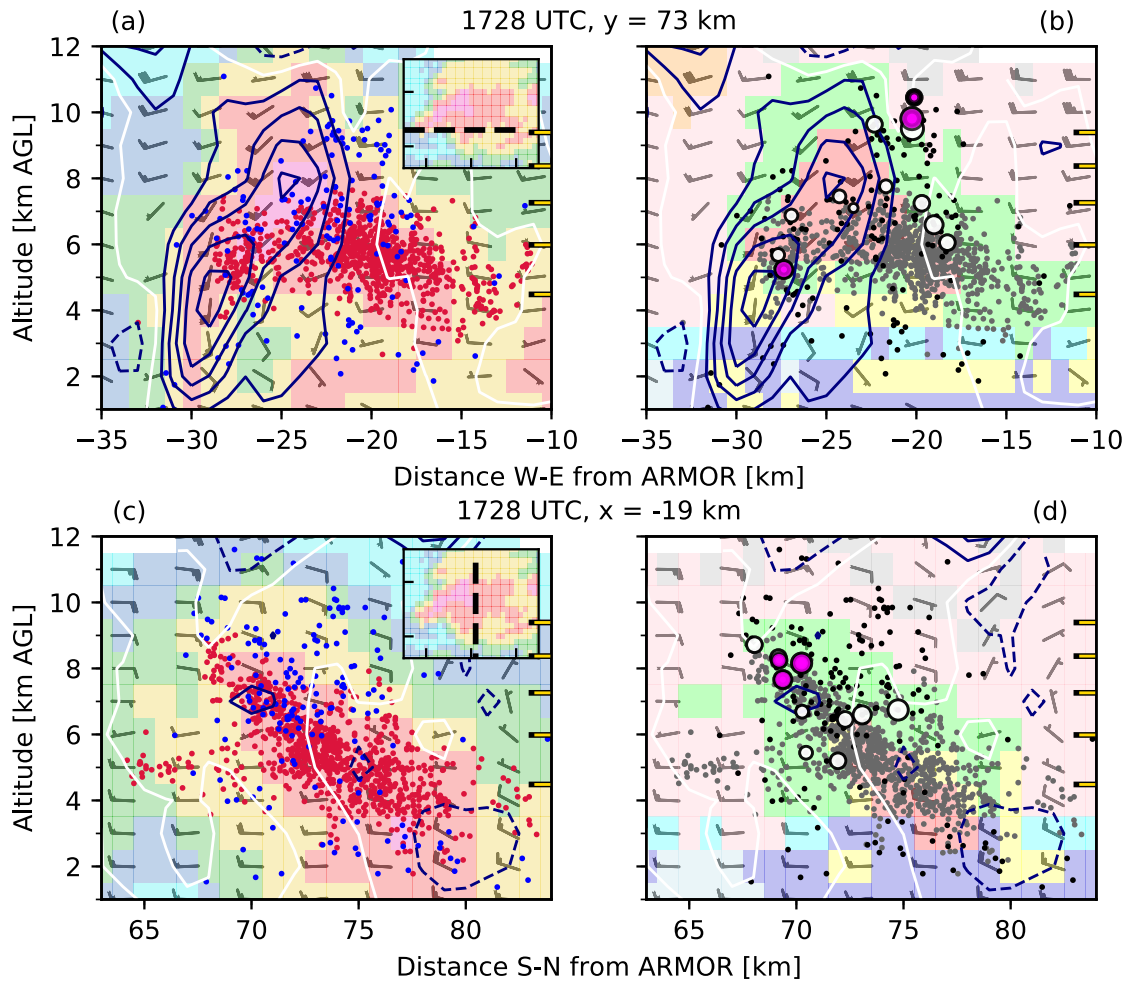 (a) 1728 UTC, y = 73 km (b)
12
10
8
6
4
2
Altitude [km AGL]
−35 −30 −25 −20 −15 −10
−35 −30 −25 −20 −15 −10
Distance W-E from ARMOR [km]
(c) 1728 UTC, x = -19 km (d)
12
10
8
6
4
2
Altitude [km AGL]
65 70 75 80
65 70 75 80
Distance S-N from ARMOR [km]